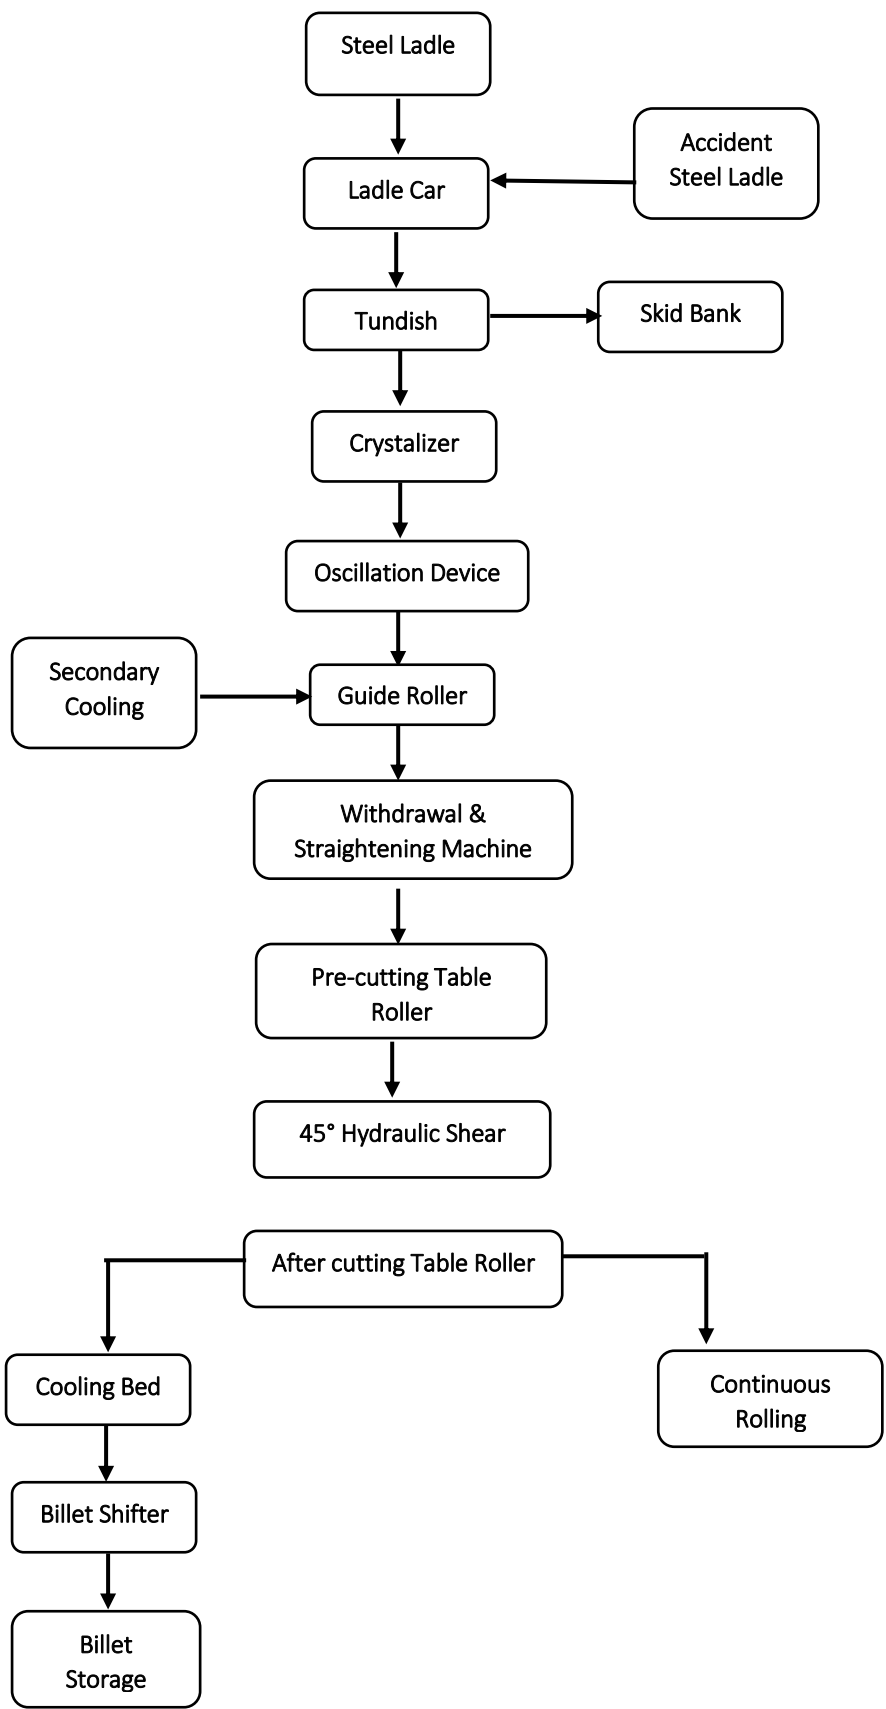 Steel Ladle
Accident
Steel Ladle
Ladle Car
Tundish
Skid Bank
Crystalizer
Oscillation Device
Secondary
Cooling
Guide Roller
Withdrawal &
Straightening Machine
Pre-cutting Table
Roller
45° Hydraulic Shear
After cutting Table Roller
Cooling Bed
Continuous
Rolling
Billet Shifter
Billet
Storage